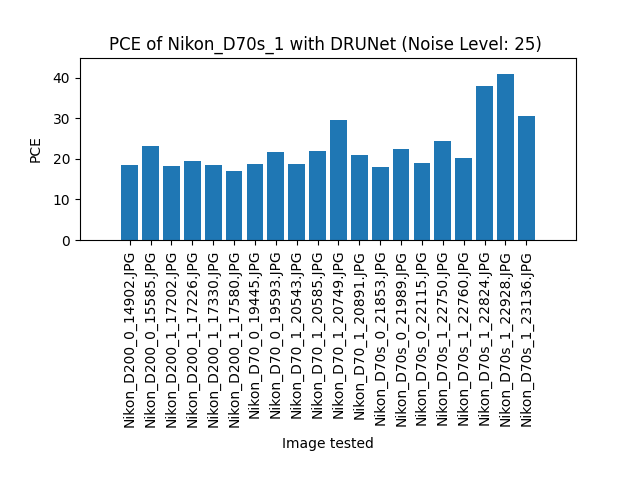 PCE of Nikon_D70s_1 with DRUNet (Noise Level: 25)
40
30
20
10
0
PCE
Nikon_D200_0_14902.JPG
Nikon_D200_0_15585.JPG
Nikon_D200_1_17202.JPG
Nikon_D200_1_17226.JPG
Nikon_D200_1_17330.JPG
Nikon_D200_1_17580.JPG
Nikon_D70_0_19445.JPG
Nikon_D70_0_19593.JPG
Nikon_D70_1_20543.JPG
Nikon_D70_1_20585.JPG
Nikon_D70_1_20749.JPG
Nikon_D70_1_20891.JPG
Nikon_D70s_0_21853.JPG
Nikon_D70s_0_21989.JPG
Nikon_D70s_0_22115.JPG
Nikon_D70s_1_22750.JPG
Nikon_D70s_1_22760.JPG
Nikon_D70s_1_22824.JPG
Nikon_D70s_1_22928.JPG
Nikon_D70s_1_23136.JPG
Image tested